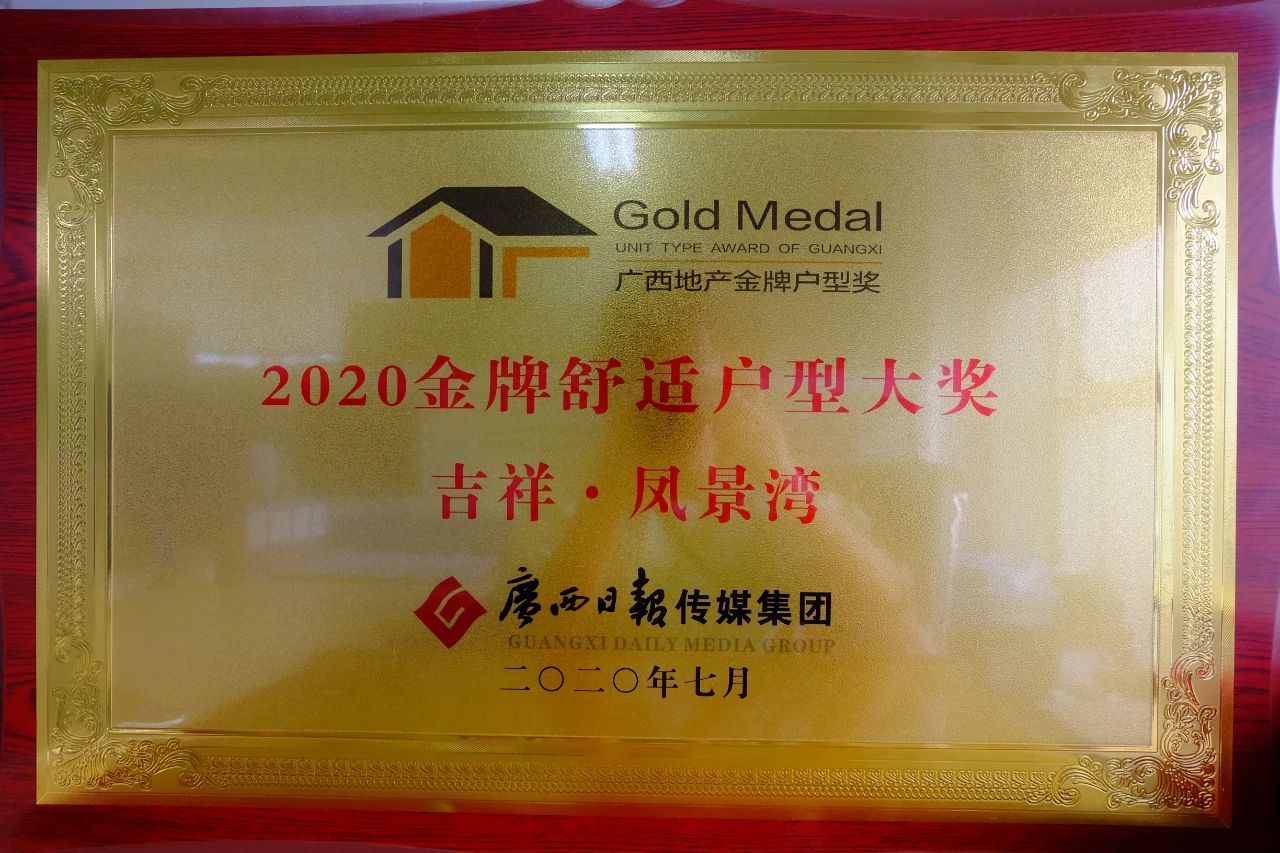 Gold Medal
UNIT TYPE AWARD OF GUANGXI
广西地产金牌户型奖
2020金牌舒适户型大奖
吉祥·凤景湾
廣西日報传媒集团
GUANGXI DAILY MEDIA GROUP
二〇二〇年七月